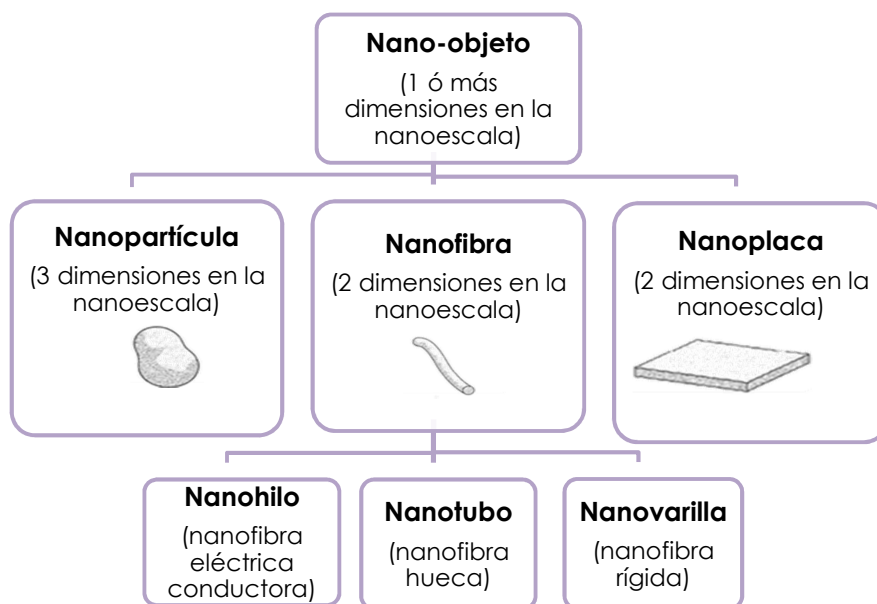 Nano-objeto
(1 ó más
dimensiones en la
nanoescala)
Nanopartícula
(3 dimensiones en la
nanoescala)
Nanofibra
(2 dimensiones en la
nanoescala)
Nanoplaca
(2 dimensiones en la
nanoescala)
Nanohilo
(nanofibra
eléctrica
conductora)
Nanotubo
(nanofibra
hueca)
Nanovarilla
(nanofibra
rígida)